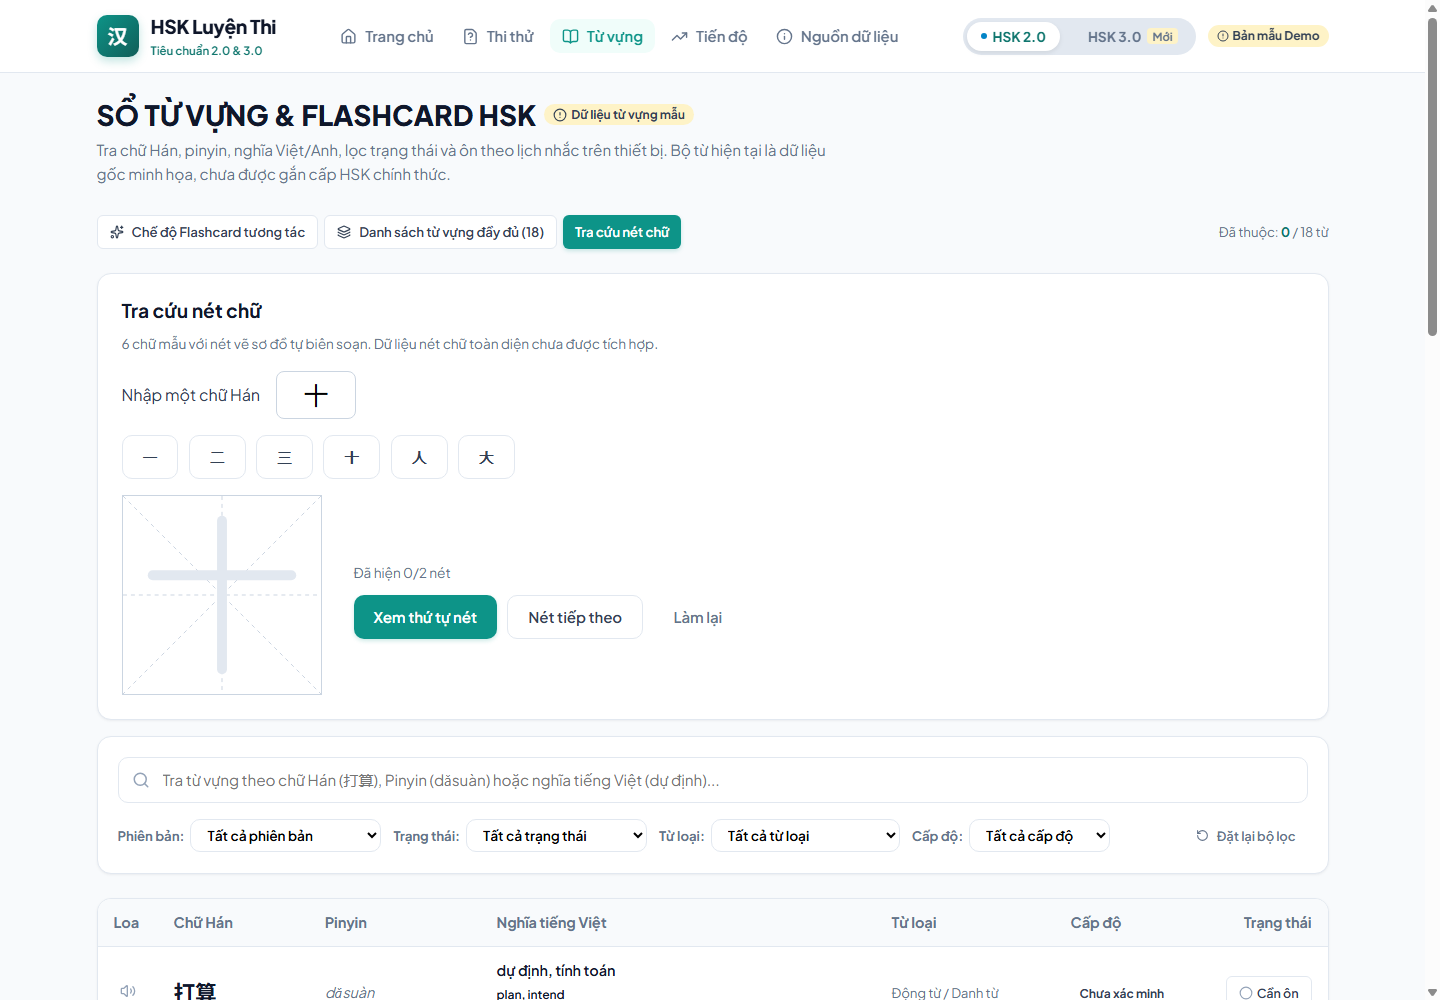 汉
HSK Luyện Thi
Tiêu chuẩn 2.0 & 3.0
Trang chủ
Thi thử
Từ vựng
Tiến độ
Nguồn dữ liệu
HSK 2.0
HSK 3.0 Mới
Bản mẫu Demo
SỔ TỪ VỰNG & FLASHCARD HSK
Dữ liệu từ vựng mẫu
Tra chữ Hán, pinyin, nghĩa Việt/Anh, lọc trạng thái và ôn theo lịch nhắc trên thiết bị. Bộ từ hiện tại là dữ liệu
gốc minh họa, chưa được gắn cấp HSK chính thức.
Chế độ Flashcard tương tác
Danh sách từ vựng đầy đủ (18)
Tra cứu nét chữ
Đã thuộc: 0 / 18 từ
Tra cứu nét chữ
6 chữ mẫu với nét vẽ sơ đồ tự biên soạn. Dữ liệu nét chữ toàn diện chưa được tích hợp.
Nhập một chữ Hán 十
一 二 三 十 人 大
Đã hiện 0/2 nét
Xem thứ tự nét
Nét tiếp theo
Làm lại
Tra từ vựng theo chữ Hán (打算), Pinyin (dǎsuàn) hoặc nghĩa tiếng Việt (dự định)...
Phiên bản: Tất cả phiên bản Trạng thái: Tất cả trạng thái Từ loại: Tất cả từ loại Cấp độ: Tất cả cấp độ Đặt lại bộ lọc
Loa Chữ Hán Pinyin Nghĩa tiếng Việt Từ loại Cấp độ Trạng thái
dự định, tính toán
打算 dǎsuàn plan, intend Động từ / Danh từ Chưa xác minh Cần ôn